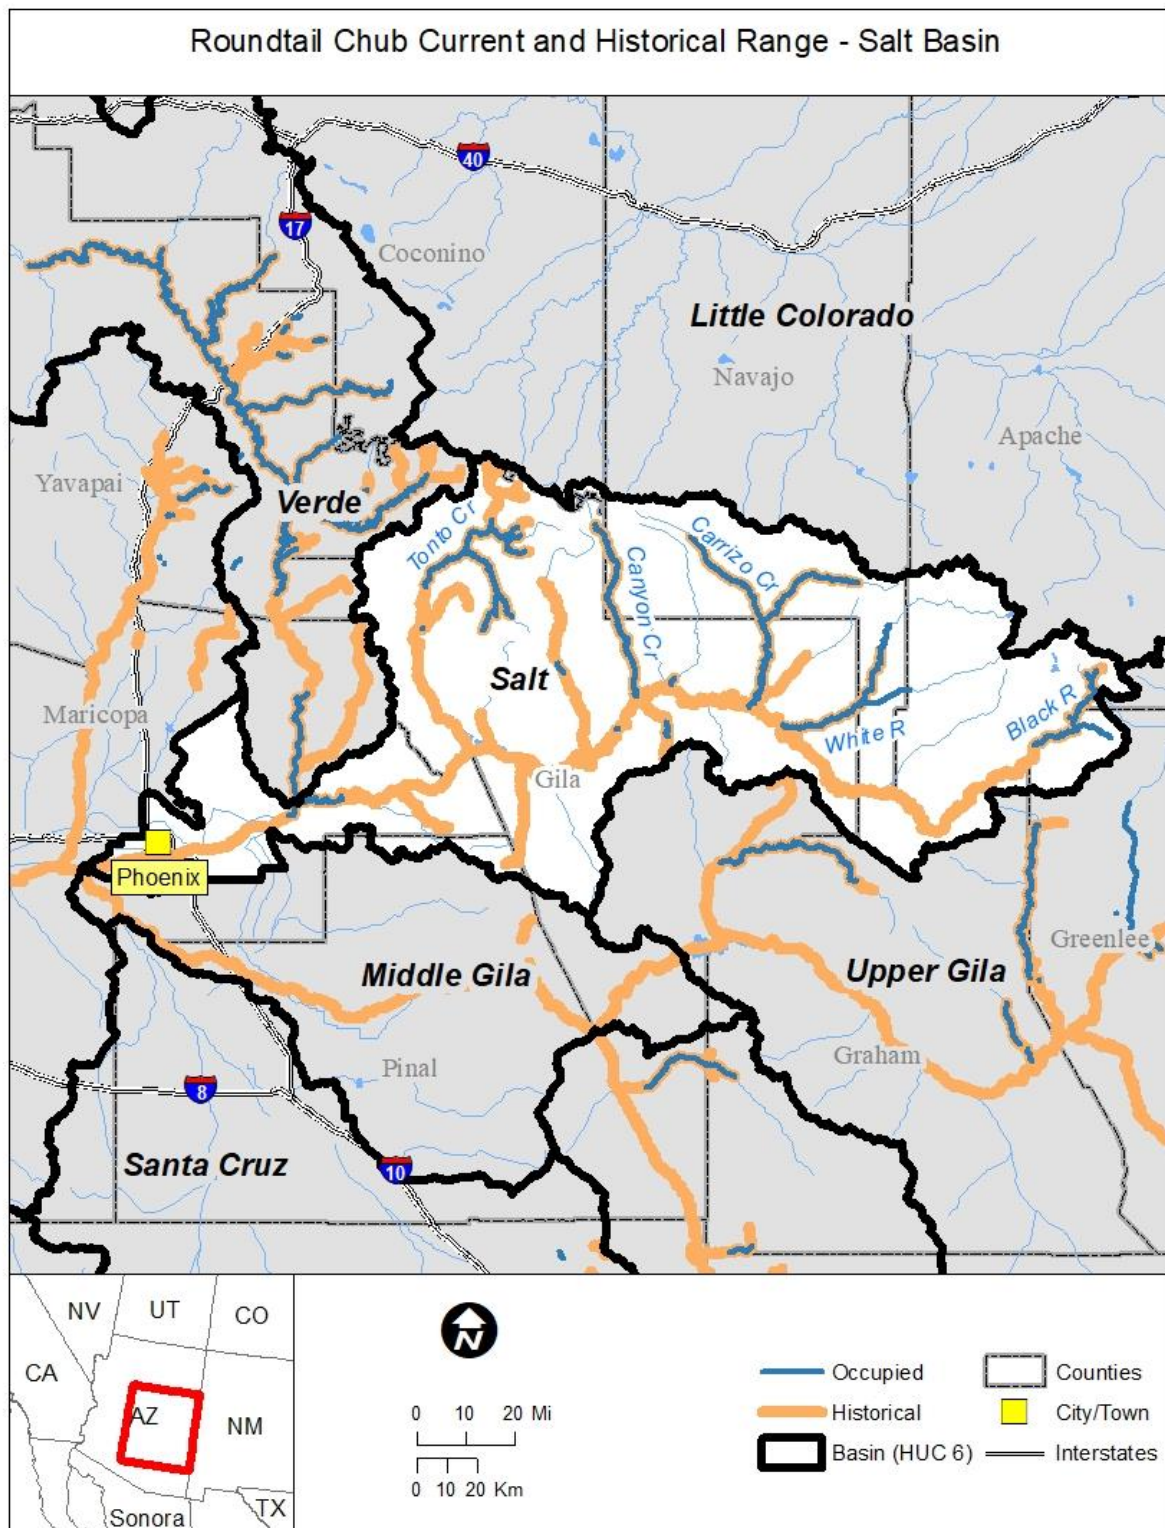 Roundtail Chub Current and Historical Range - Salt Basin
40
17
Coconino
Little Colorado
Navajo
Apache
Yavapai
Verde
Tonto Cr
Canyon Cr
Carrizo Cr
Salt
Maricopa
White R
Black R
Gila
Phoenix
Greenlee
Middle Gila
Upper Gila
Graham
Pinal
8
Santa Cruz
10
NV
UT
CO
CA
AZ
NM
Sonora
TX
N
0 10 20 Mi
0 10 20 Km
Occupied
Historical
Basin (HUC 6)
Counties
City/Town
Interstates